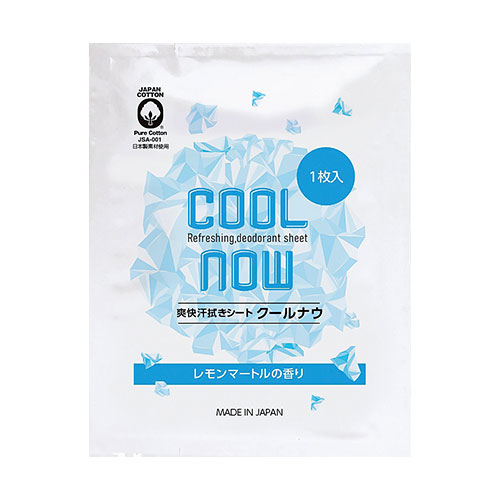 JAPAN
COTTON
®
Pure Cotton
JSA-001
日本製素材使用
1枚入
COOL
Refreshing,deodorant sheet
NOW
爽快汗拭きシート クールナウ
レモンマートルの香り
MADE IN JAPAN